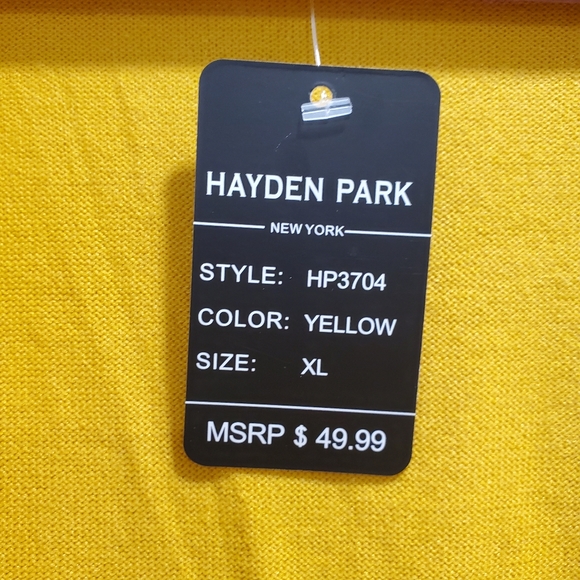 HAYDEN PARK
NEW YORK
STYLE: HP3704
COLOR: YELLOW
SIZE: XL
MSRP $ 49.99